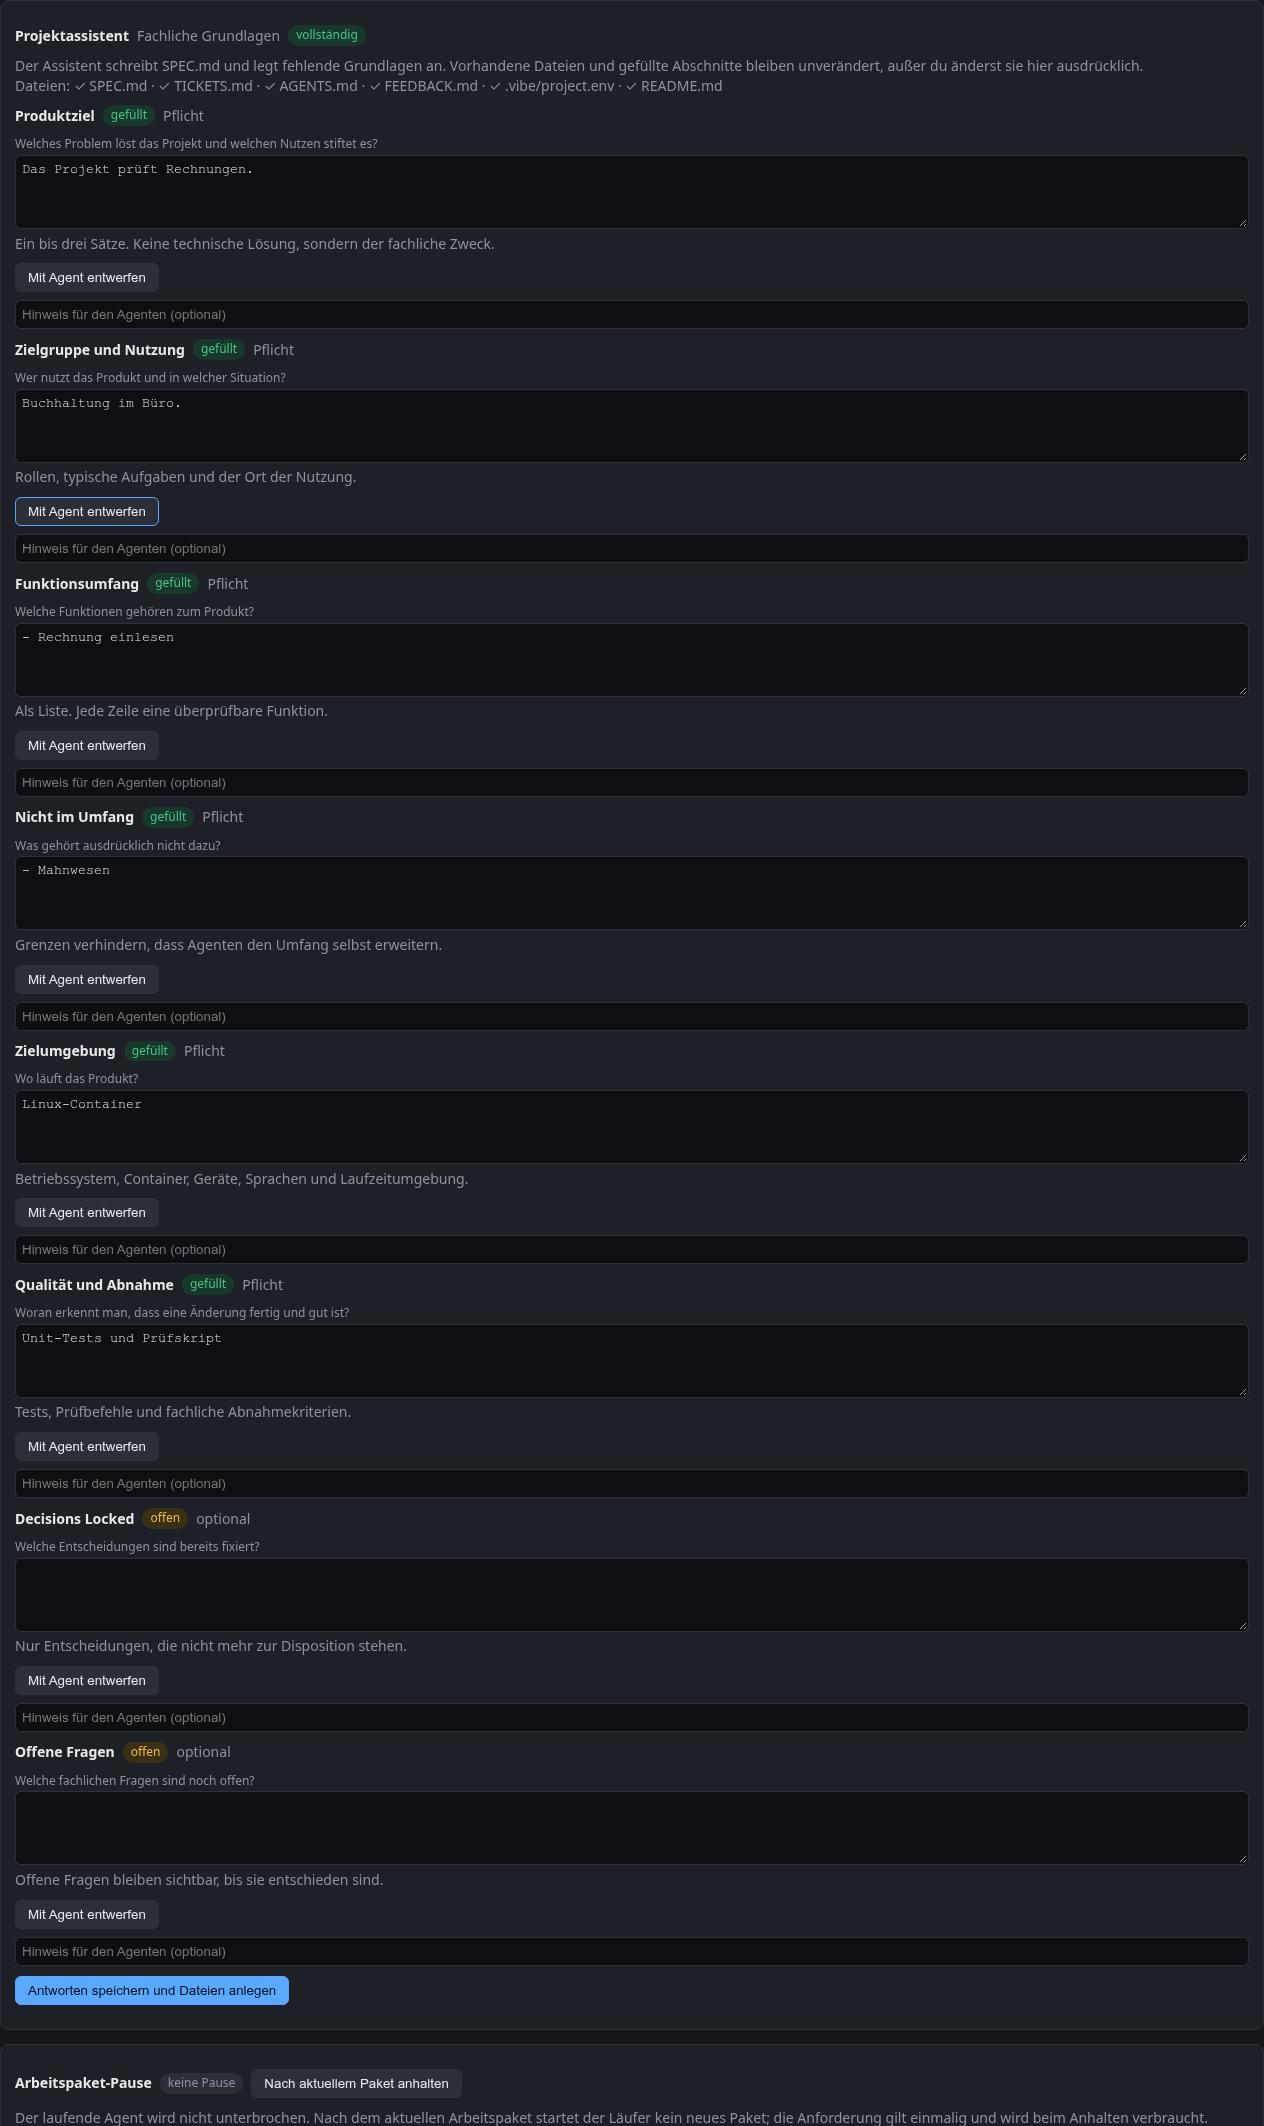 Projektassistent Fachliche Grundlagen vollständig
Der Assistent schreibt SPEC.md und legt fehlende Grundlagen an. Vorhandene Dateien und gefüllte Abschnitte bleiben unverändert, außer du änderst sie hier ausdrücklich.
Dateien: ✓ SPEC.md · ✓ TICKETS.md · ✓ AGENTS.md · ✓ FEEDBACK.md · ✓ .vibe/project.env · ✓ README.md
Produktziel gefüllt Pflicht
Welches Problem löst das Projekt und welchen Nutzen stiftet es?
Das Projekt prüft Rechnungen.
Ein bis drei Sätze. Keine technische Lösung, sondern der fachliche Zweck.
Mit Agent entwerfen
Hinweis für den Agenten (optional)
Zielgruppe und Nutzung gefüllt Pflicht
Wer nutzt das Produkt und in welcher Situation?
Buchhaltung im Büro.
Rollen, typische Aufgaben und der Ort der Nutzung.
Mit Agent entwerfen
Hinweis für den Agenten (optional)
Funktionsumfang gefüllt Pflicht
Welche Funktionen gehören zum Produkt?
- Rechnung einlesen
Als Liste. Jede Zeile eine überprüfbare Funktion.
Mit Agent entwerfen
Hinweis für den Agenten (optional)
Nicht im Umfang gefüllt Pflicht
Was gehört ausdrücklich nicht dazu?
- Mahnwesen
Grenzen verhindern, dass Agenten den Umfang selbst erweitern.
Mit Agent entwerfen
Hinweis für den Agenten (optional)
Zielumgebung gefüllt Pflicht
Wo läuft das Produkt?
Linux-Container
Betriebssystem, Container, Geräte, Sprachen und Laufzeitumgebung.
Mit Agent entwerfen
Hinweis für den Agenten (optional)
Qualität und Abnahme gefüllt Pflicht
Woran erkennt man, dass eine Änderung fertig und gut ist?
Unit-Tests und Prüfskript
Tests, Prüfbefehle und fachliche Abnahmekriterien.
Mit Agent entwerfen
Hinweis für den Agenten (optional)
Decisions Locked offen optional
Welche Entscheidungen sind bereits fixiert?
Nur Entscheidungen, die nicht mehr zur Disposition stehen.
Mit Agent entwerfen
Hinweis für den Agenten (optional)
Offene Fragen offen optional
Welche fachlichen Fragen sind noch offen?
Offene Fragen bleiben sichtbar, bis sie entschieden sind.
Mit Agent entwerfen
Hinweis für den Agenten (optional)
Antworten speichern und Dateien anlegen
Arbeitspaket-Pause keine Pause Nach aktuellem Paket anhalten
Der laufende Agent wird nicht unterbrochen. Nach dem aktuellen Arbeitspaket startet der Läufer kein neues Paket; die Anforderung gilt einmalig und wird beim Anhalten verbraucht.